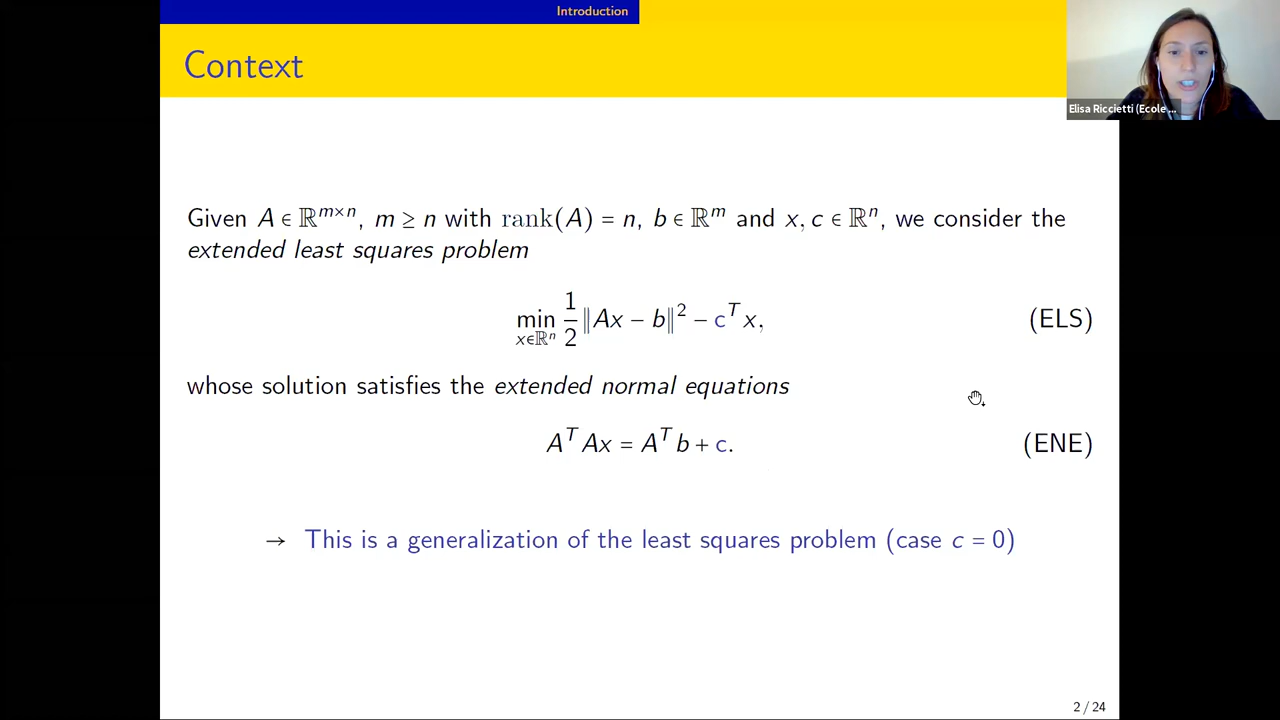 Introduction
Context
Elisa Riccietti (Ecole ...
Given A ∈ ℝ^{m×n}, m ≥ n with rank(A) = n, b ∈ ℝ^m and x, c ∈ ℝ^n, we consider the
extended least squares problem
min_{x∈ℝ^n} 1/2 ‖Ax − b‖² − c^T x, (ELS)
whose solution satisfies the extended normal equations
A^T Ax = A^T b + c. (ENE)
→ This is a generalization of the least squares problem (case c = 0)
2 / 24